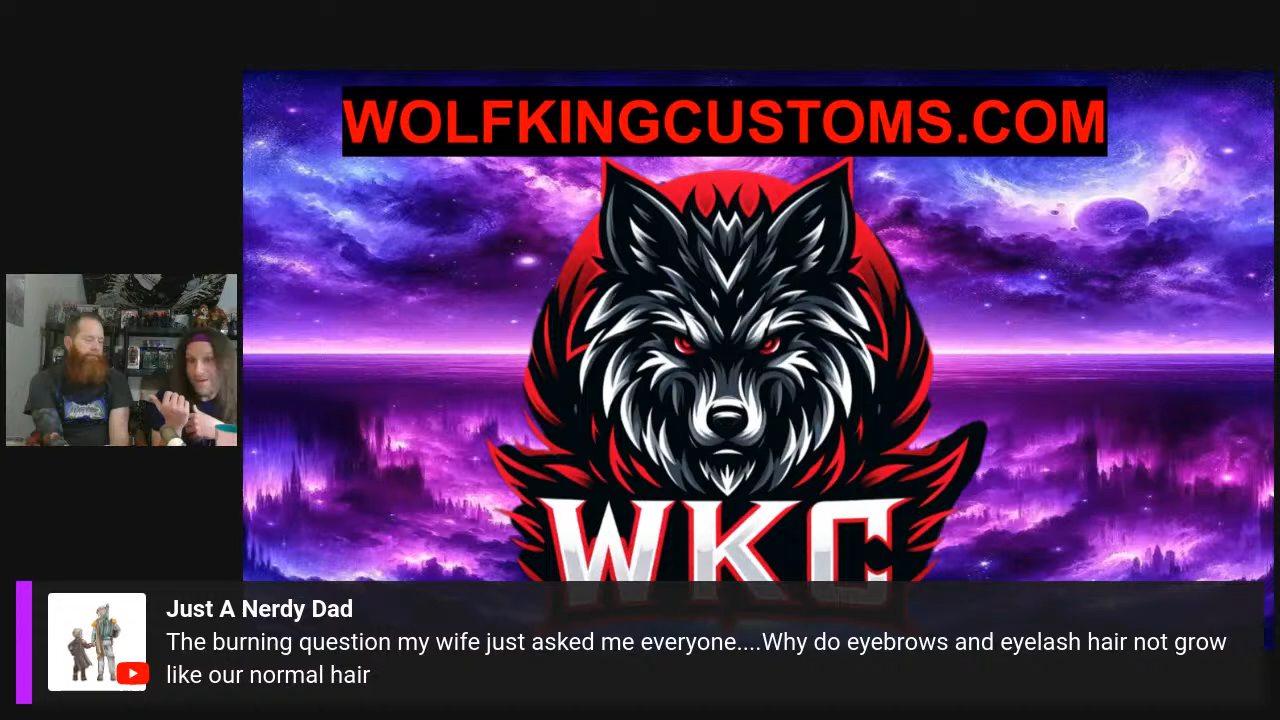 WOLFKINGCUSTOMS.COM
WKC
Just A Nerdy Dad
The burning question my wife just asked me everyone....Why do eyebrows and eyelash hair not grow
like our normal hair